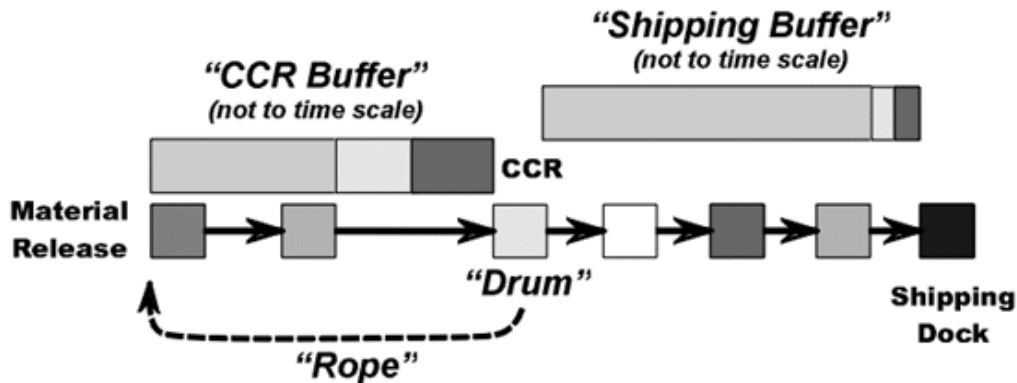 “Shipping Buffer”
(not to time scale)
“CCR Buffer”
(not to time scale)
CCR
Material
Release
“Drum”
Shipping
Dock
“Rope”